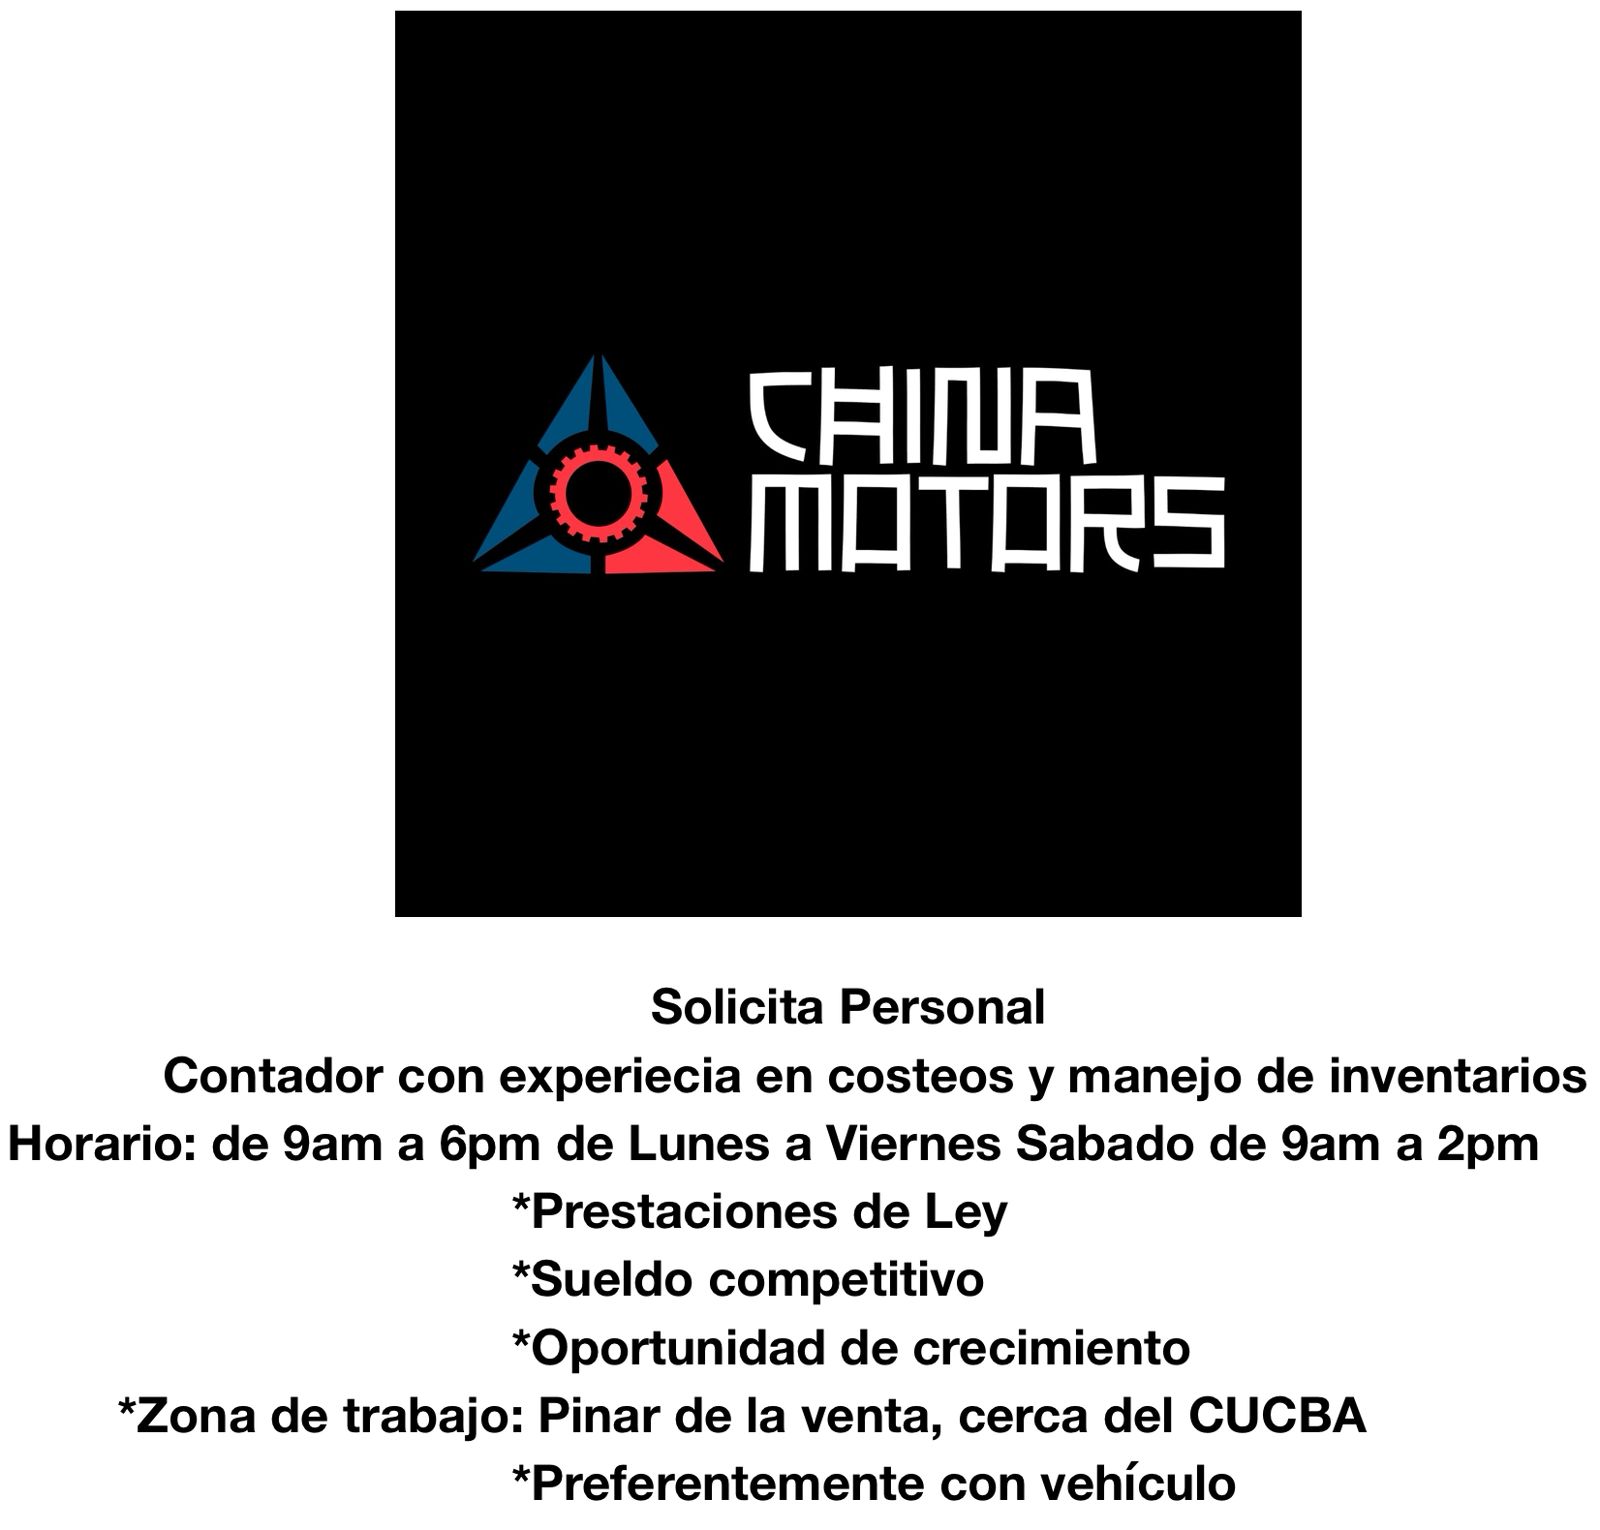 CHINA
MOTORS
Solicita Personal
Contador con experiecia en costeos y manejo de inventarios
Horario: de 9am a 6pm de Lunes a Viernes Sabado de 9am a 2pm
*Prestaciones de Ley
*Sueldo competitivo
*Oportunidad de crecimiento
*Zona de trabajo: Pinar de la venta, cerca del CUCBA
*Preferentemente con vehículo